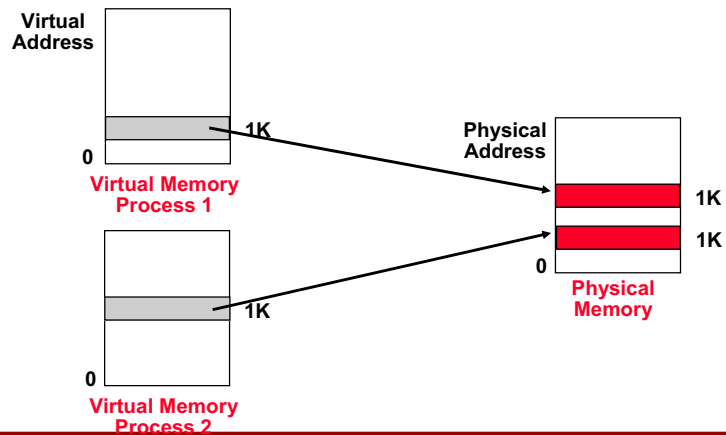 Virtual
Address
1K
0
Virtual Memory
Process 1
Physical
Address
1K
1K
0
Physical
Memory
1K
0
Virtual Memory
Process 2